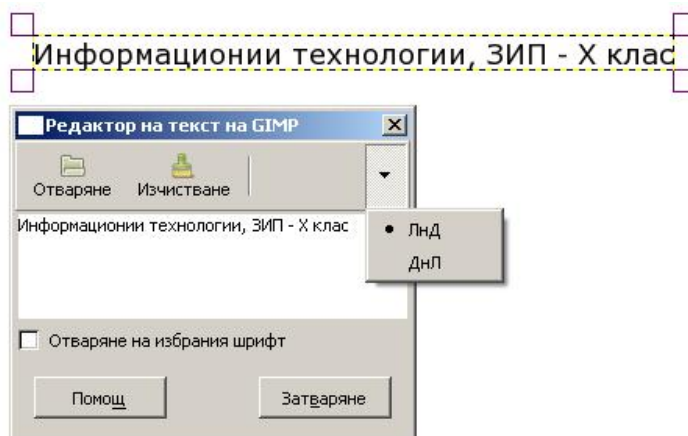 Информационии технологии, ЗИП - X клас
Редактор на текст на GIMP
Отваряне Изчистване
Информационии технологии, ЗИП - X клас
ЛнД
ДнЛ
Отваряне на избрания шрифт
Помощ Затваряне